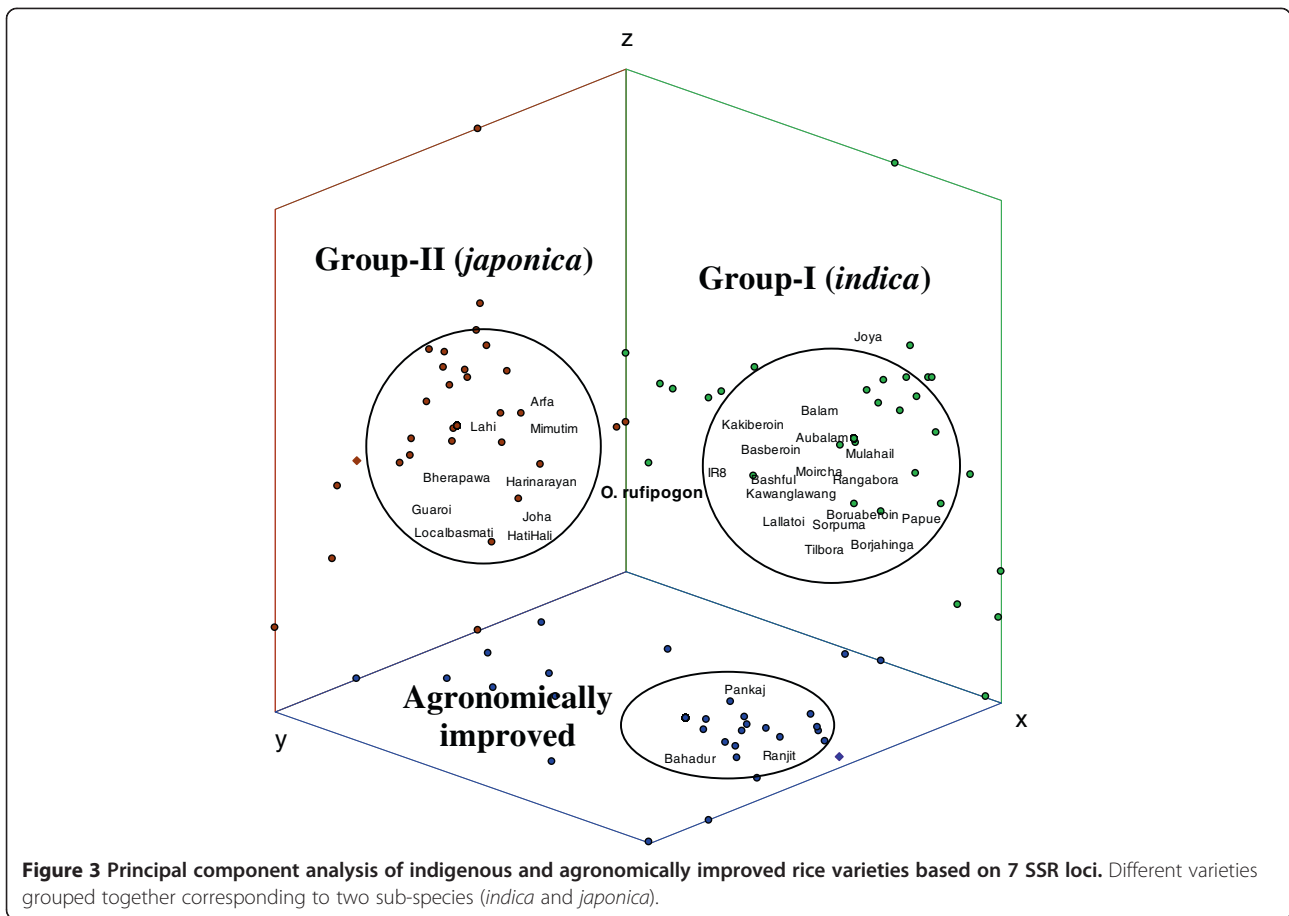 z
Group-II (japonica)
Group-I (indica)
Joya
Arfa
Lahi
Mimutim
Bherapawa
Harinarayan
Guaroi
Joha
Localbasmati
HatiHali
O. rufipogon
Balam
Kakiberoin
Aubalam
Basberoin
Mulahail
IR8
Moircha
Bashful
Rangabora
Kawanglawang
Boruaberoin
Papue
Lallatoi
Sorpuma
Tilbora
Borjahinga
Agronomically
improved
Pankaj
Bahadur
Ranjit
y
x
Figure 3 Principal component analysis of indigenous and agronomically improved rice varieties based on 7 SSR loci. Different varieties
grouped together corresponding to two sub-species (indica and japonica).